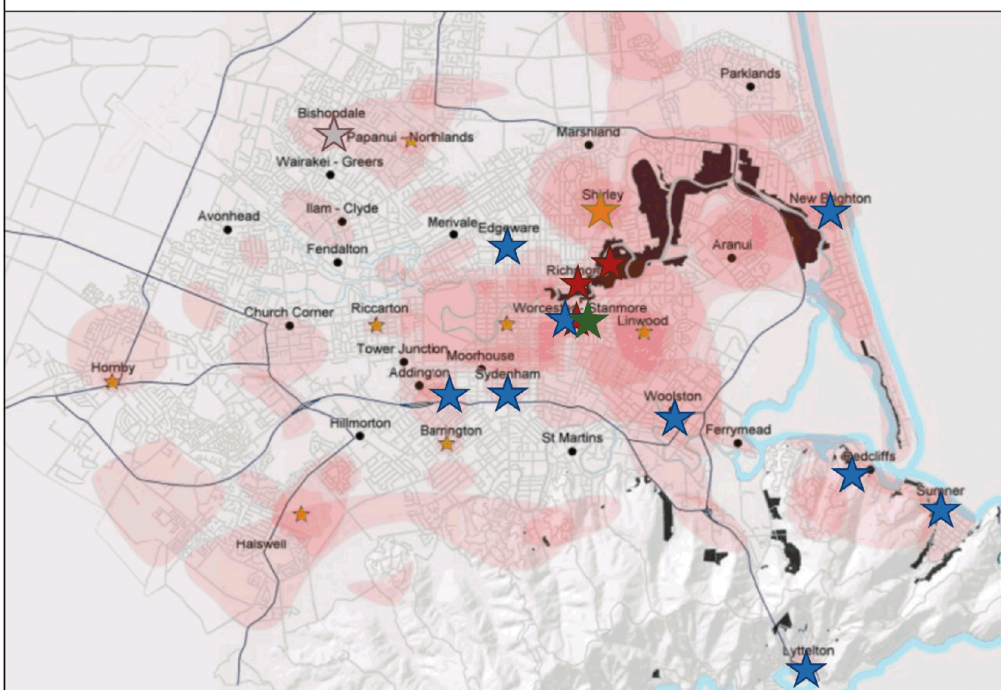 Parklands
Bishopdale
Papanui - Northlands
Marshland
Wairakei - Greers
Shirley
New Brighton
Ilam - Clyde
Avonhead
Merivale
Edgeware
Aranui
Fendalton
Richmond
Church Corner
Riccarton
Worcester - Stanmore
Linwood
Tower Junction
Moorhouse
Hornby
Addington
Sydenham
Woolston
Hillmorton
Barrington
St Martins
Ferrymead
Redcliffs
Sumner
Halswell
Lyttelton